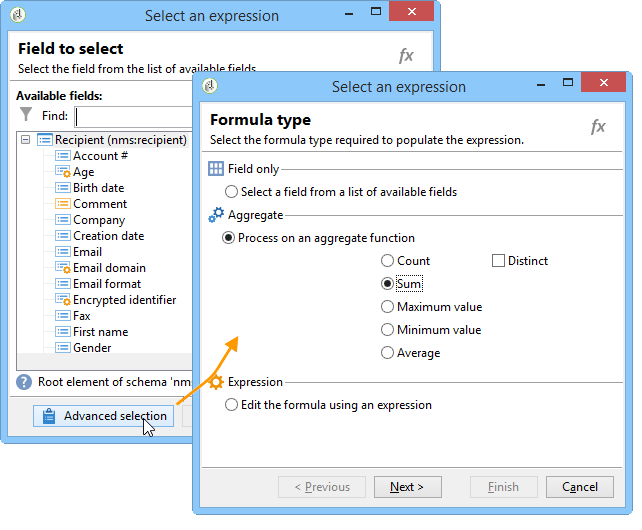 Select an expression
Field to select
Select the field from the list of available fields.
fx
Available fields:
Find:
Recipient (nms:recipient)
Account #
Age
Birth date
Comment
Company
Creation date
Email
Email domain
Email format
Encrypted identifier
Fax
First name
Gender
Root element of schema 'nms
Advanced selection
Select an expression
Formula type
Select the formula type required to populate the expression.
fx
Field only
Select a field from a list of available fields
Aggregate
Process on an aggregate function
Count
Distinct
Sum
Maximum value
Minimum value
Average
Expression
Edit the formula using an expression
< Previous
Next >
Finish
Cancel